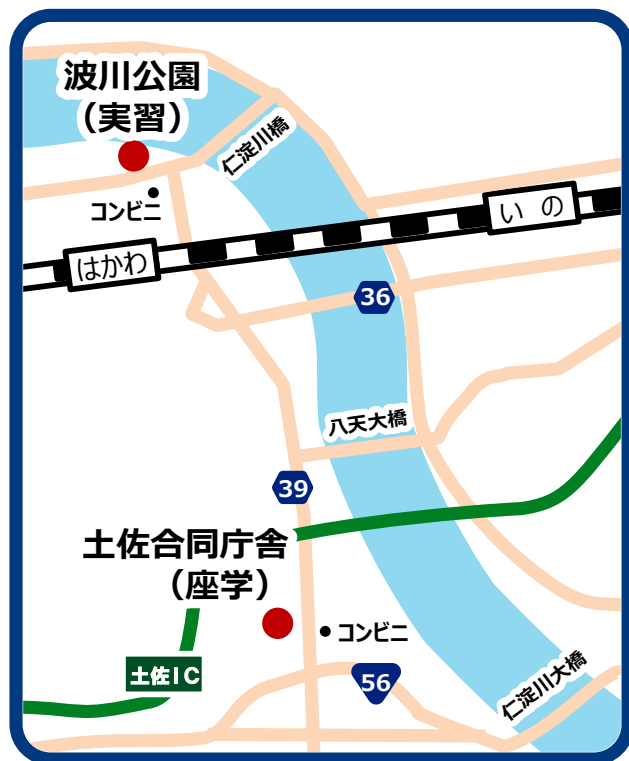 波川公園
（実習）
仁淀川橋
コンビニ
いの
はかわ
36
八天大橋
39
土佐合同庁舎
（座学）
コンビニ
土佐IC
56
仁淀川大橋